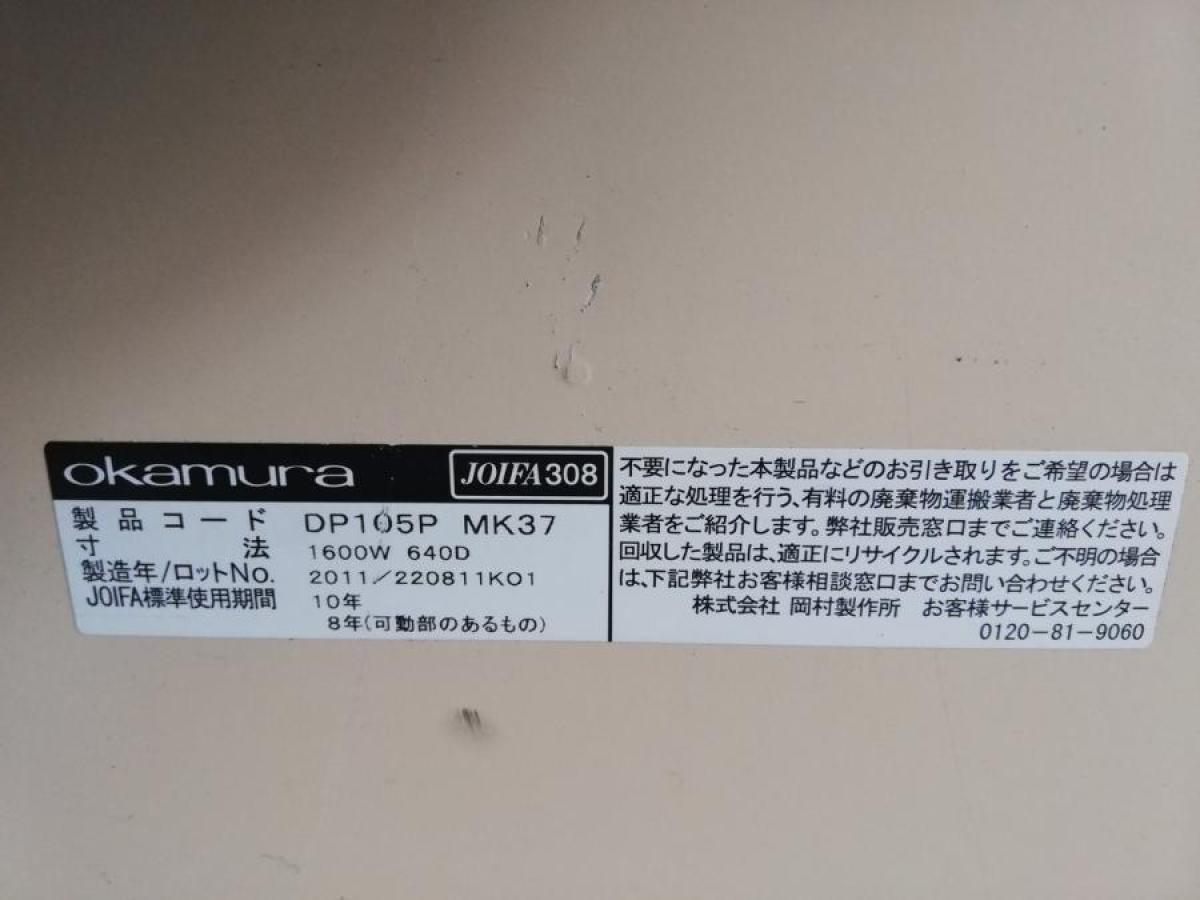 okamura
JOIFA308
製品コード DP105P MK37
寸法 1600W 640D
製造年/ロットNo. 2011/220811K01
JOIFA標準使用期間 10年
8年(可動部のあるもの)
不要になった本製品などのお引き取りをご希望の場合は
適正な処理を行う、有料の廃棄物運搬業者と廃棄物処理
業者をご紹介します。弊社販売窓口までご連絡ください。
回収した製品は、適正にリサイクルされます。ご不明の場合
は、下記弊社お客様相談窓口までお問い合わせください。
株式会社 岡村製作所 お客様サービスセンター
0120-81-9060